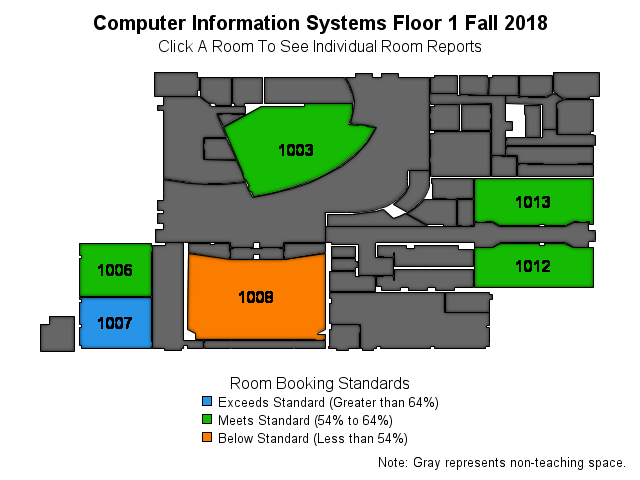 Computer Information Systems Floor 1 Fall 2018
Click A Room To See Individual Room Reports
1003
1013
1006
1012
1008
1007
Room Booking Standards
Exceeds Standard (Greater than 64%)
Meets Standard (54% to 64%)
Below Standard (Less than 54%)
Note: Gray represents non-teaching space.